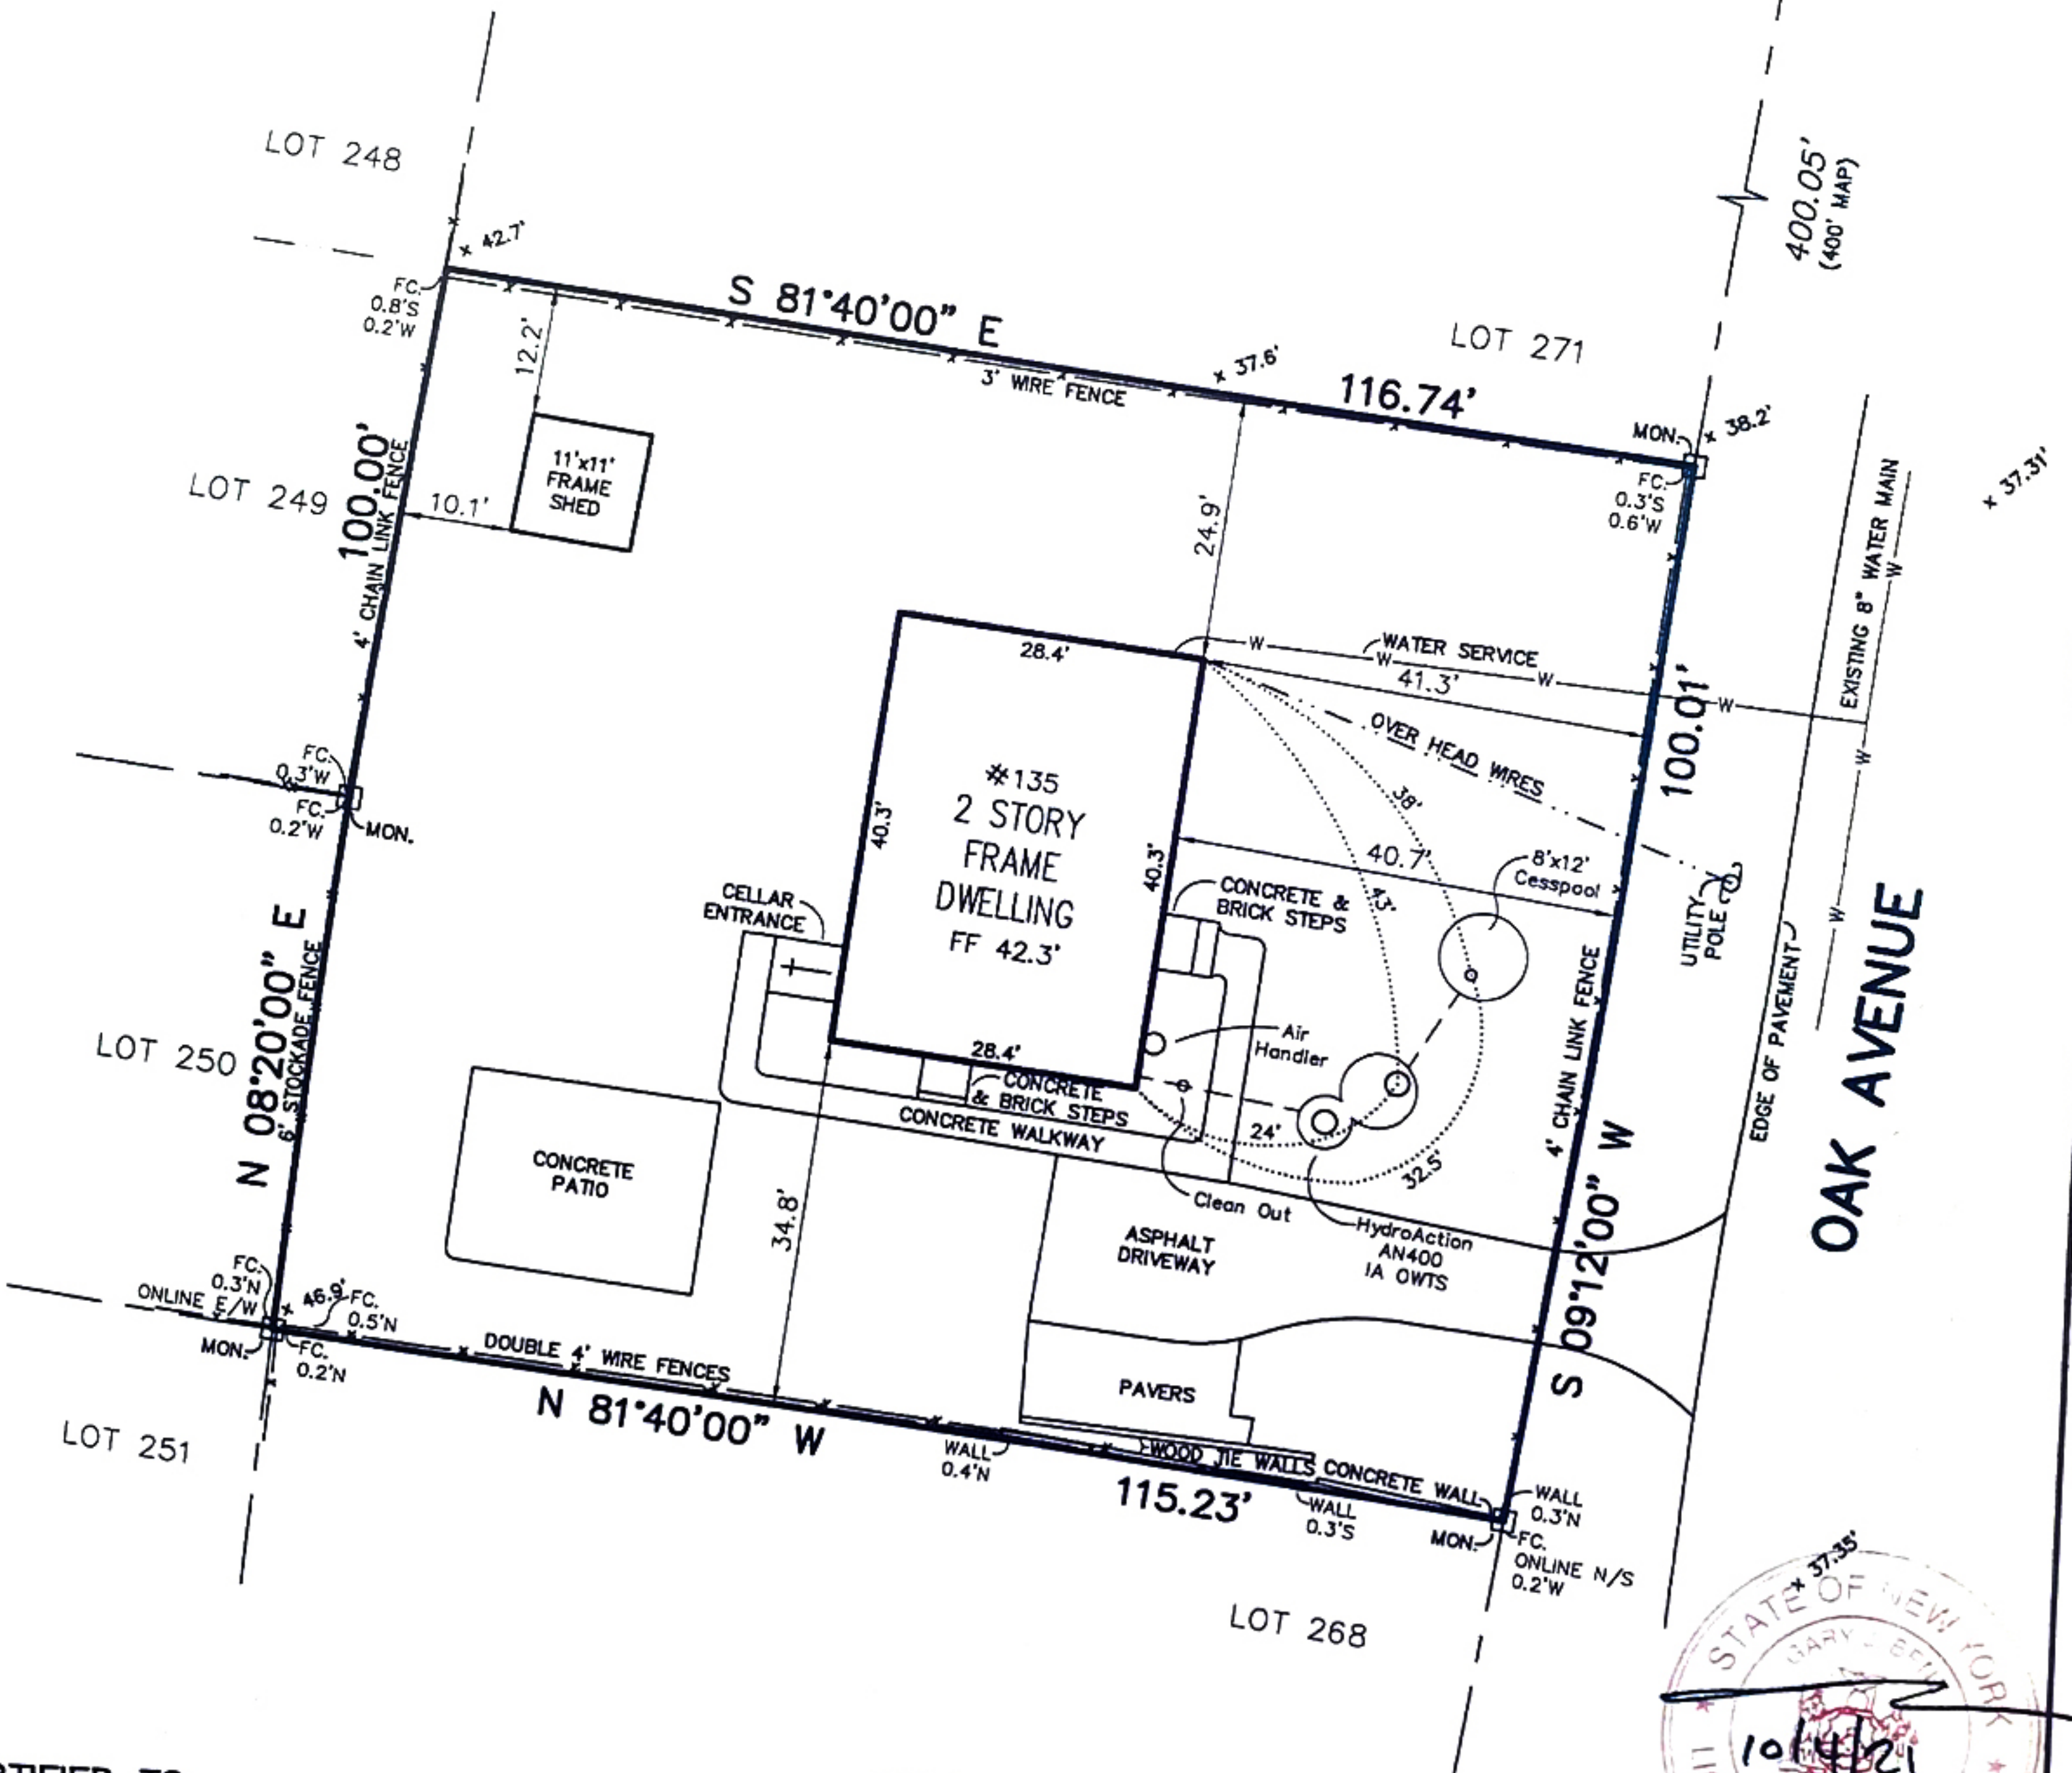 LOT 248
400.05'
(400' MAP)
42.7'
FC.
0.8'S
0.2'W
S 81°40'00" E
LOT 271
12.2'
3' WIRE FENCE
37.6'
116.74'
MON.
38.2'
FC.
0.3'S
0.6'W
37.31'
EXISTING 8" WATER MAIN
W
W
W
LOT 249
100.00'
4' CHAIN LINK FENCE
11'x11'
FRAME
SHED
10.1'
24.9'
28.4'
W
WATER SERVICE
W
W
W
41.3'
100.01'
OVER HEAD WIRES
38'
FC.
0.3'W
FC.
0.2'W
MON.
#135
2 STORY
FRAME
DWELLING
FF 42.3'
40.3'
40.3'
40.7'
43'
8'x12'
Cesspool
UTILITY
POLE
CELLAR
ENTRANCE
CONCRETE &
BRICK STEPS
OAK AVENUE
EDGE OF PAVEMENT
4' CHAIN LINK FENCE
N 08°20'00" E
6' STOCKADE FENCE
LOT 250
Air
Handler
28.4'
CONCRETE
& BRICK STEPS
CONCRETE WALKWAY
24'
32.5'
CONCRETE
PATIO
34.8'
Clean Out
ASPHALT
DRIVEWAY
HydroAction
AN400
IA OWTS
S 09°12'00" W
FC.
0.3'N
ONLINE E/W
46.9'
FC.
0.5'N
MON.
FC.
0.2'N
DOUBLE 4' WIRE FENCES
N 81°40'00" W
PAVERS
LOT 251
WALL
0.4'N
WOOD TIE WALLS
CONCRETE WALL
115.23'
WALL
0.3'S
MON.
WALL
0.3'N
FC.
ONLINE N/S
0.2'W
LOT 268
37.35'
STATE OF NEW YORK
GARY
10/4/21